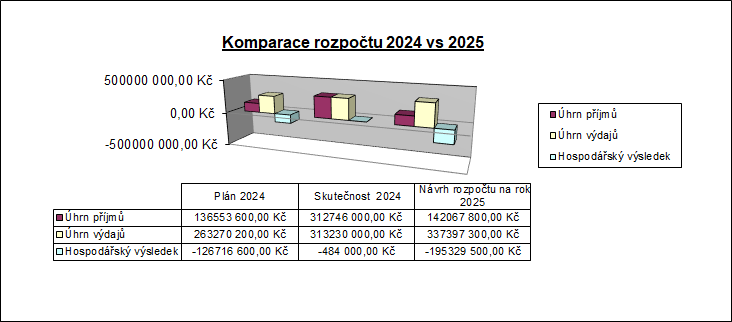 Komparace rozpočtu 2024 vs 2025
500000 000,00 Kč
0,00 Kč
-500000 000,00 Kč
Úhrn příjmů
Úhrn výdajů
Hospodářský výsledek
Plán 2024 Skutečnost 2024 Návrh rozpočtu na rok 2025
Úhrn příjmů 136553 600,00 Kč 312746 000,00 Kč 142067 800,00 Kč
Úhrn výdajů 263270 200,00 Kč 313230 000,00 Kč 337397 300,00 Kč
Hospodářský výsledek -126716 600,00 Kč -484 000,00 Kč -195329 500,00 Kč